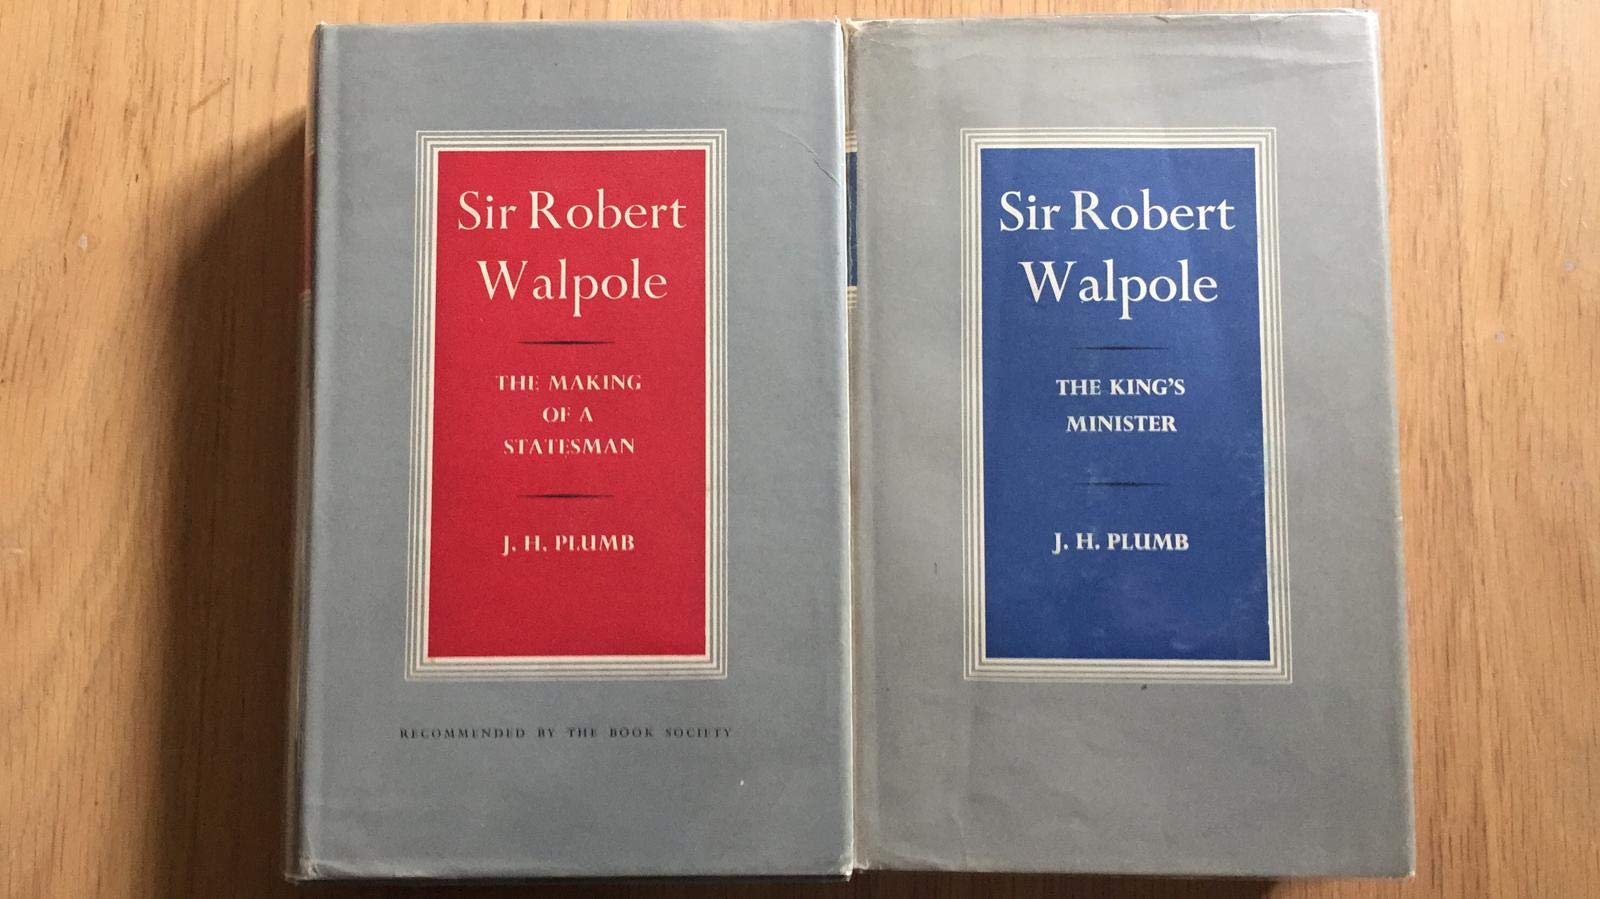 Sir Robert
Walpole
THE MAKING
OF A
STATESMAN
J. H. PLUMB
RECOMMENDED BY THE BOOK SOCIETY
Sir Robert
Walpole
THE KING'S
MINISTER
J. H. PLUMB